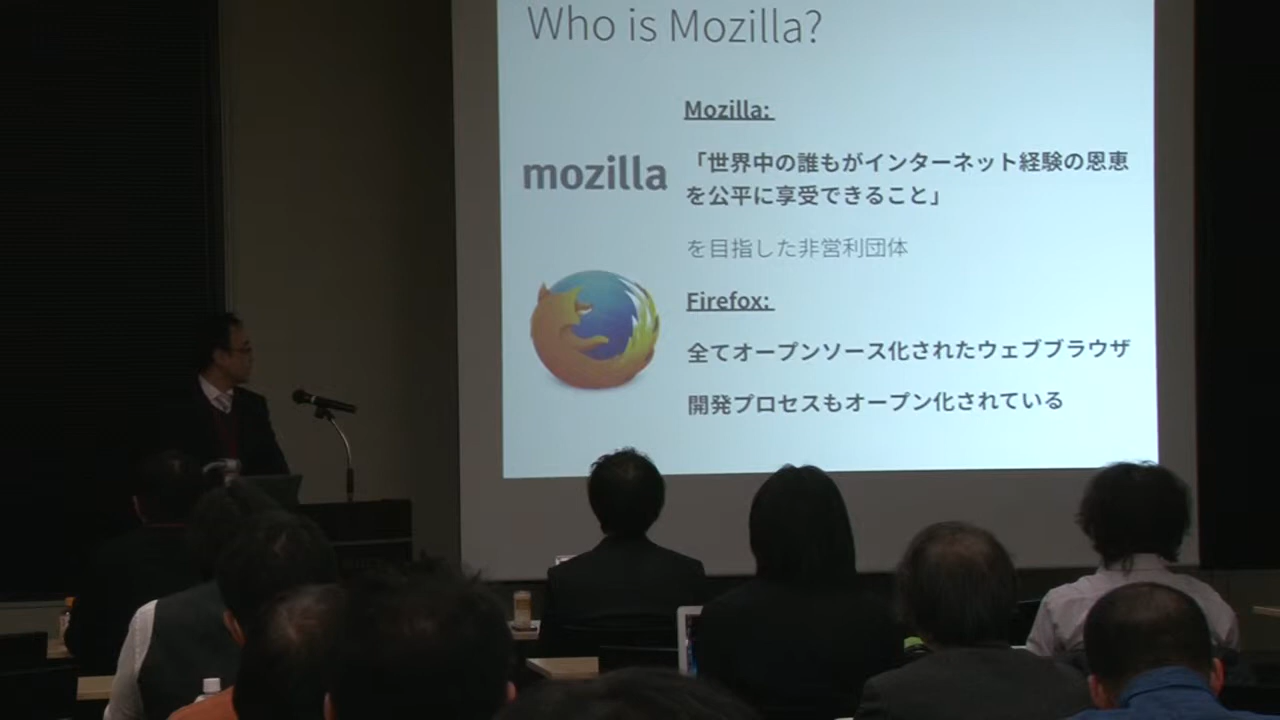 Who is Mozilla?
Mozilla:
mozilla
「世界中の誰もがインターネット経験の恩恵
を公平に享受できること」
を目指した非営利団体
Firefox:
全てオープンソース化されたウェブブラウザ
開発プロセスもオープン化されている